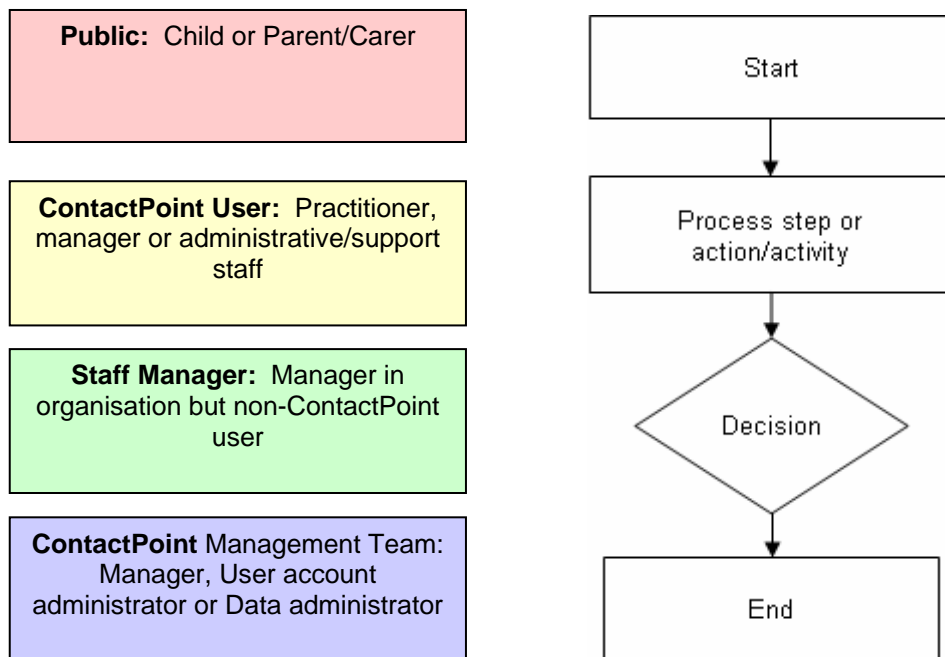 Public: Child or Parent/Carer
ContactPoint User: Practitioner,
manager or administrative/support
staff
Staff Manager: Manager in
organisation but non-ContactPoint
user
ContactPoint Management Team:
Manager, User account
administrator or Data administrator
Start
Process step or
action/activity
Decision
End